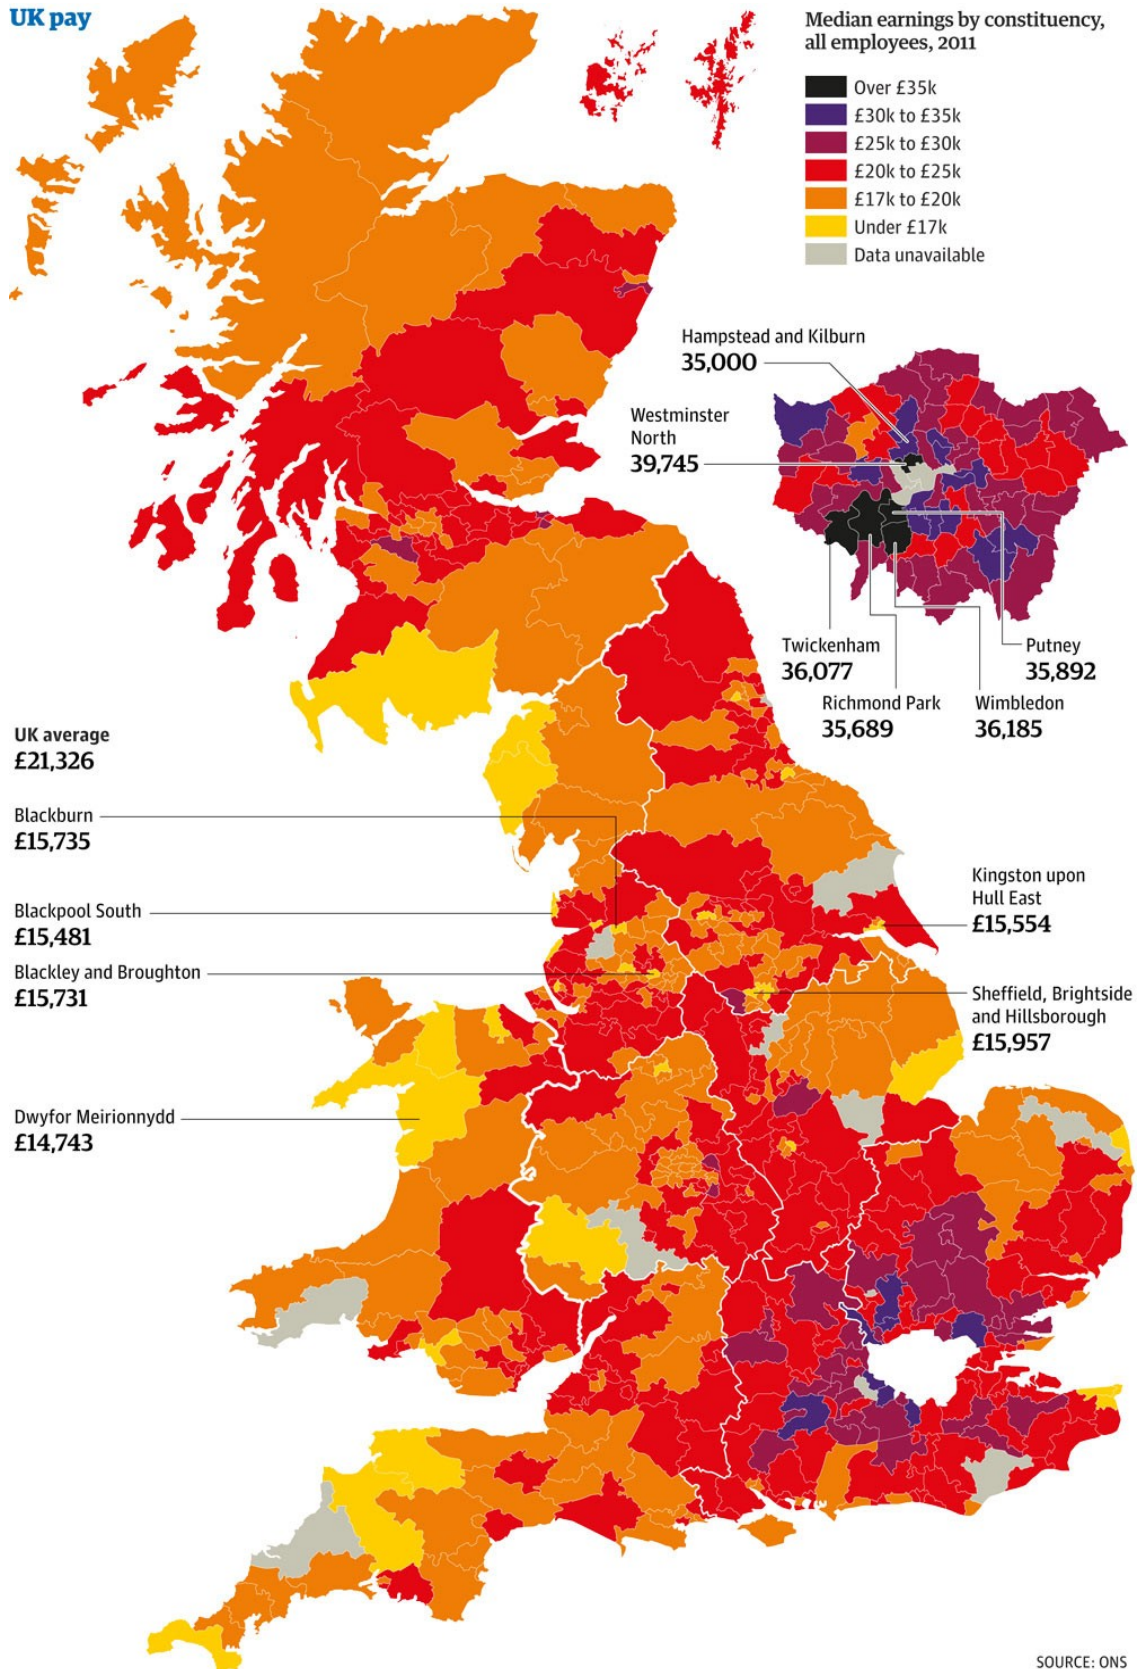 UK pay
Median earnings by constituency,
all employees, 2011
Over £35k
£30k to £35k
£25k to £30k
£20k to £25k
£17k to £20k
Under £17k
Data unavailable
Hampstead and Kilburn
35,000
Westminster
North
39,745
Twickenham
36,077
Putney
35,892
Richmond Park
35,689
Wimbledon
36,185
UK average
£21,326
Blackburn
£15,735
Blackpool South
£15,481
Blackley and Broughton
£15,731
Kingston upon
Hull East
£15,554
Sheffield, Brightside
and Hillsborough
£15,957
Dwyfor Meirionnydd
£14,743
SOURCE: ONS